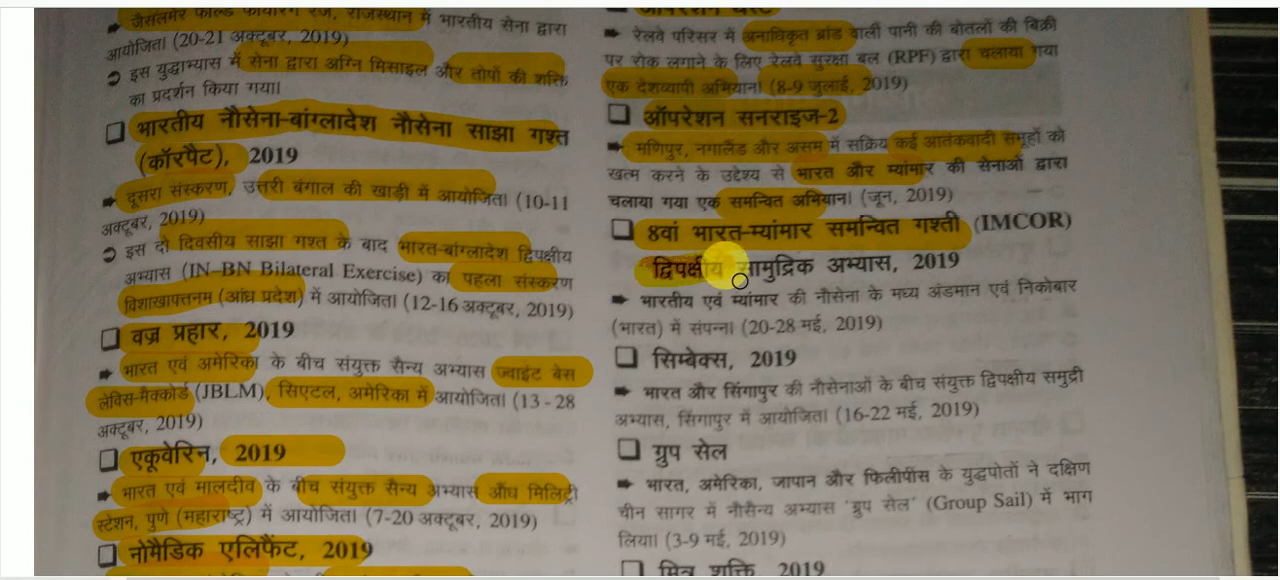 ➡ जैसलमेर फील्ड फायरिंग रेंज, राजस्थान में भारतीय सेना द्वारा
आयोजित। (20-21 अक्टूबर, 2019)
➲ इस युद्धाभ्यास में सेना द्वारा अग्नि मिसाइल और तोपों की शक्ति
का प्रदर्शन किया गया।
❑ भारतीय नौसेना-बांग्लादेश नौसेना साझा गश्त
(कॉरपैट), 2019
➡ दूसरा संस्करण, उत्तरी बंगाल की खाड़ी में आयोजित। (10-11
अक्टूबर, 2019)
➲ इस दो दिवसीय साझा गश्त के बाद भारत-बांग्लादेश द्विपक्षीय
अभ्यास (IN-BN Bilateral Exercise) का पहला संस्करण
विशाखापत्तनम (आंध्र प्रदेश) में आयोजित। (12-16 अक्टूबर, 2019)
❑ वज्र प्रहार, 2019
➡ भारत एवं अमेरिका के बीच संयुक्त सैन्य अभ्यास ज्वाइंट बेस
लेविस-मैक्कोर्ड (JBLM), सिएटल, अमेरिका में आयोजित। (13-28
अक्टूबर, 2019)
❑ एकूवेरिन, 2019
➡ भारत एवं मालदीव के बीच संयुक्त सैन्य अभ्यास औंध मिलिट्री
स्टेशन, पुणे (महाराष्ट्र) में आयोजित। (7-20 अक्टूबर, 2019)
❑ नोमैडिक एलिफैंट, 2019
➡ रेलवे परिसर में अनाधिकृत ब्रांड वाली पानी की बोतलों की बिक्री
पर रोक लगाने के लिए रेलवे सुरक्षा बल (RPF) द्वारा चलाया गया
एक देशव्यापी अभियान। (8-9 जुलाई, 2019)
❑ ऑपरेशन सनराइज-2
➡ मणिपुर, नगालैंड और असम में सक्रिय कई आतंकवादी समूहों को
खत्म करने के उद्देश्य से भारत और म्यांमार की सेनाओं द्वारा
चलाया गया एक समन्वित अभियान। (जून, 2019)
❑ 8वां भारत-म्यांमार समन्वित गश्ती (IMCOR)
द्विपक्षीय सामुद्रिक अभ्यास, 2019
➡ भारतीय एवं म्यांमार की नौसेना के मध्य अंडमान एवं निकोबार
(भारत) में संपन्न। (20-28 मई, 2019)
❑ सिम्बेक्स, 2019
➡ भारत और सिंगापुर की नौसेनाओं के बीच संयुक्त द्विपक्षीय समुद्री
अभ्यास, सिंगापुर में आयोजित। (16-22 मई, 2019)
❑ ग्रुप सेल
➡ भारत, अमेरिका, जापान और फिलीपींस के युद्धपोतों ने दक्षिण
चीन सागर में नौसैन्य अभ्यास 'ग्रुप सेल' (Group Sail) में भाग
लिया। (3-9 मई, 2019)
❑ मित्र शक्ति, 2019